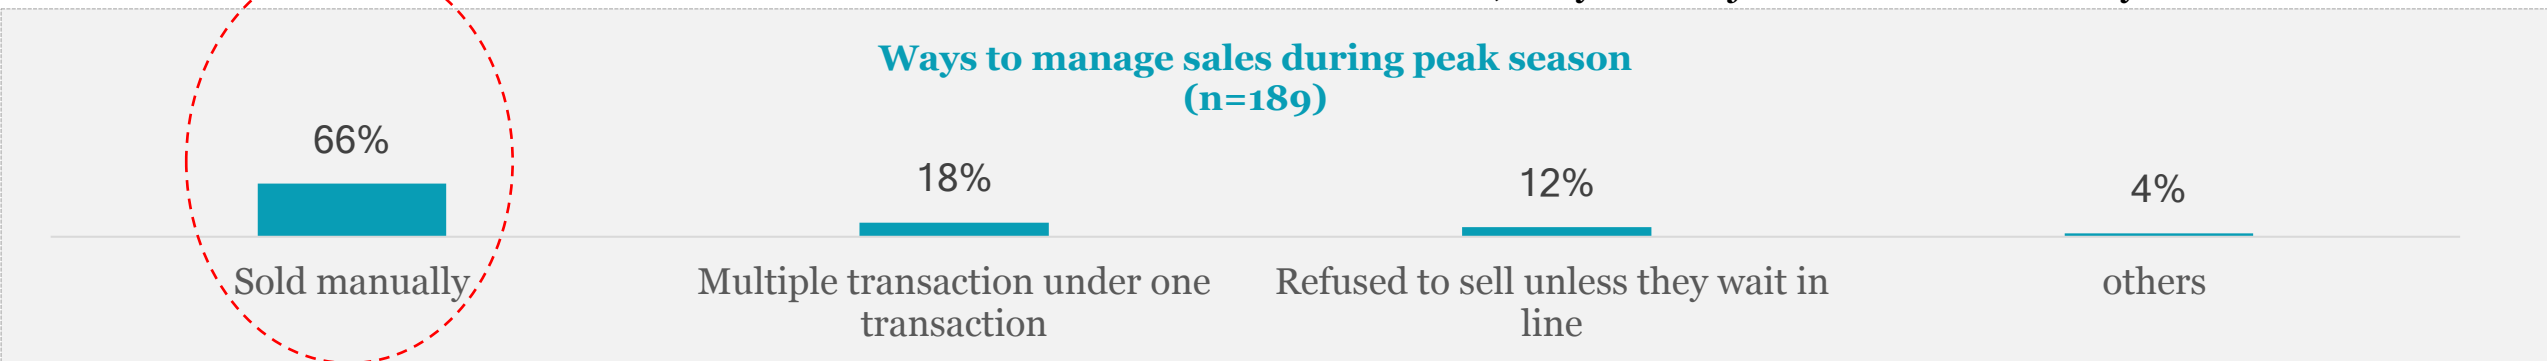 Ways to manage sales during peak season
(n=189)
66%
18%
12%
4%
Sold manually
Multiple transaction under one
transaction
Refused to sell unless they wait in
line
others